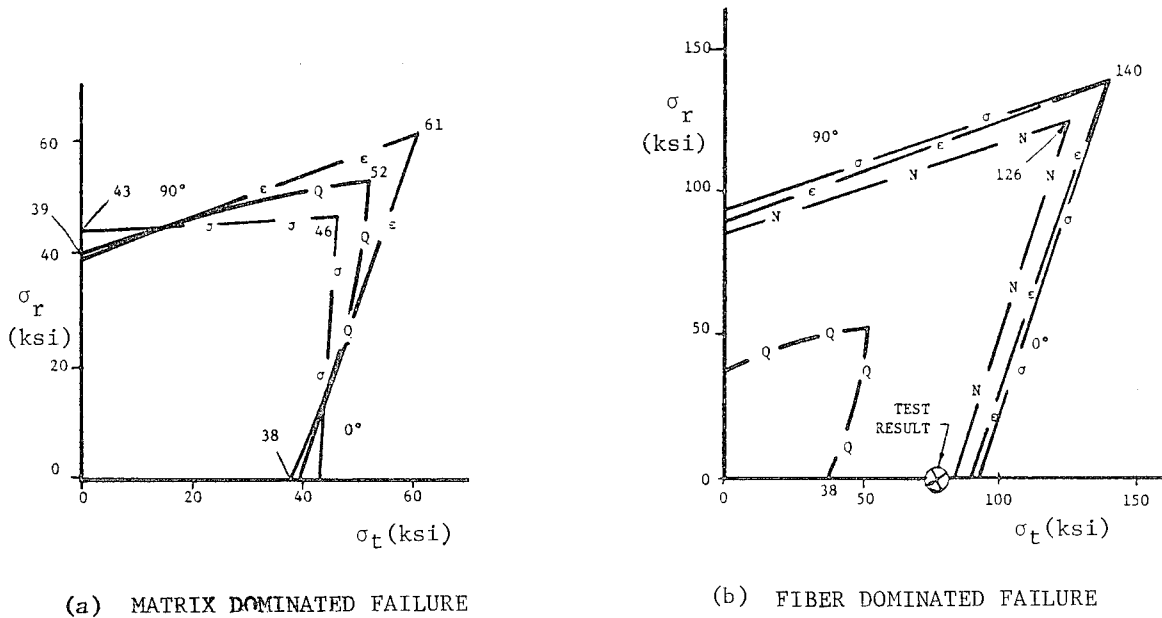 60
40
20
0
σr
(ksi)
43
90°
39
61
52
46
ε
Q
σ
σ
σ
Q
ε
Q
σ
38
0°
0
20
40
60
σt(ksi)
(a) MATRIX DOMINATED FAILURE
150
100
50
0
σr
(ksi)
90°
140
126
σ
σ
ε
ε
N
N
N
ε
N
σ
N
ε
0°
σ
N
ε
Q
Q
Q
Q
38
TEST
RESULT
0
50
100
150
σt(ksi)
(b) FIBER DOMINATED FAILURE